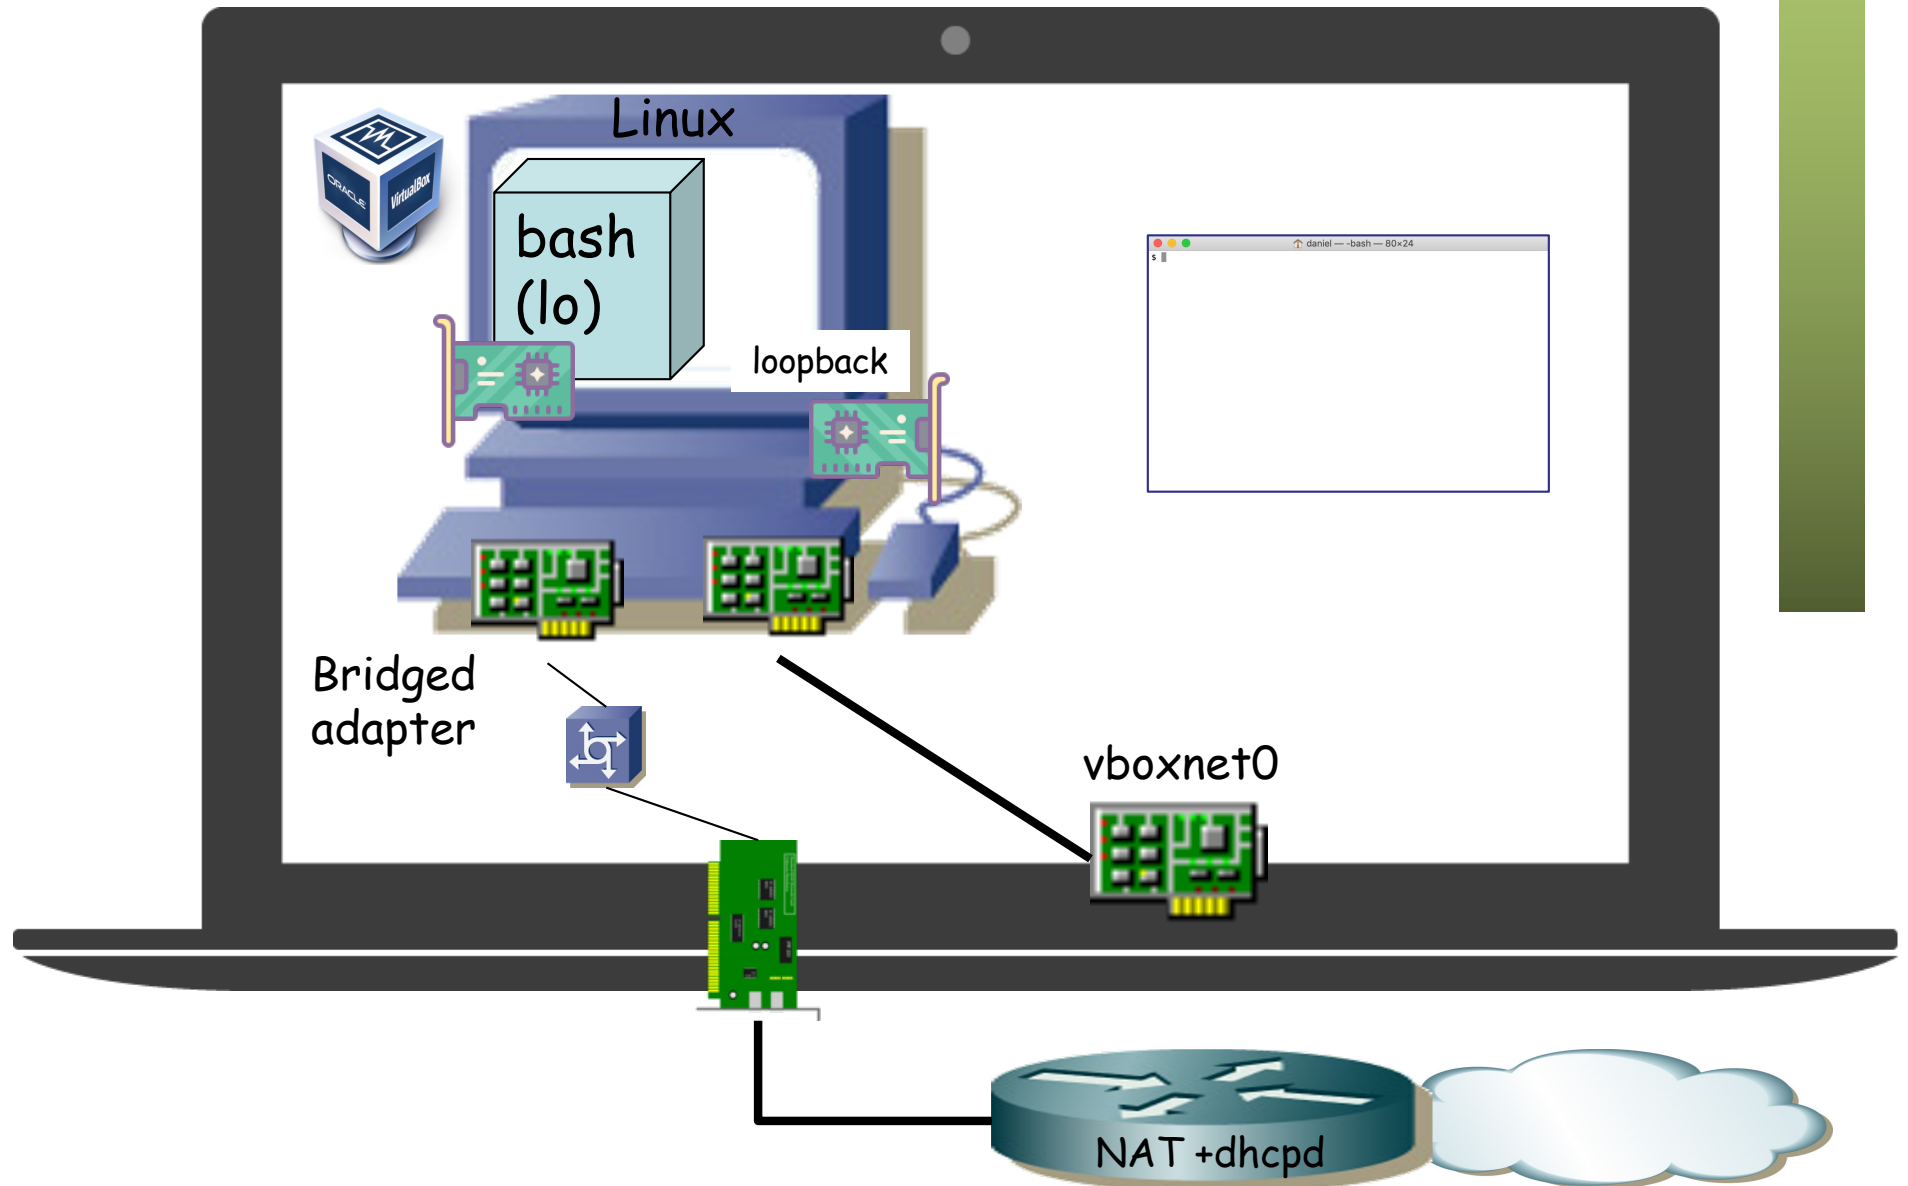 Linux
ORACLE
VirtualBox
bash
(lo)
daniel — -bash — 80×24
$
loopback
Bridged
adapter
vboxnet0
NAT +dhcpd